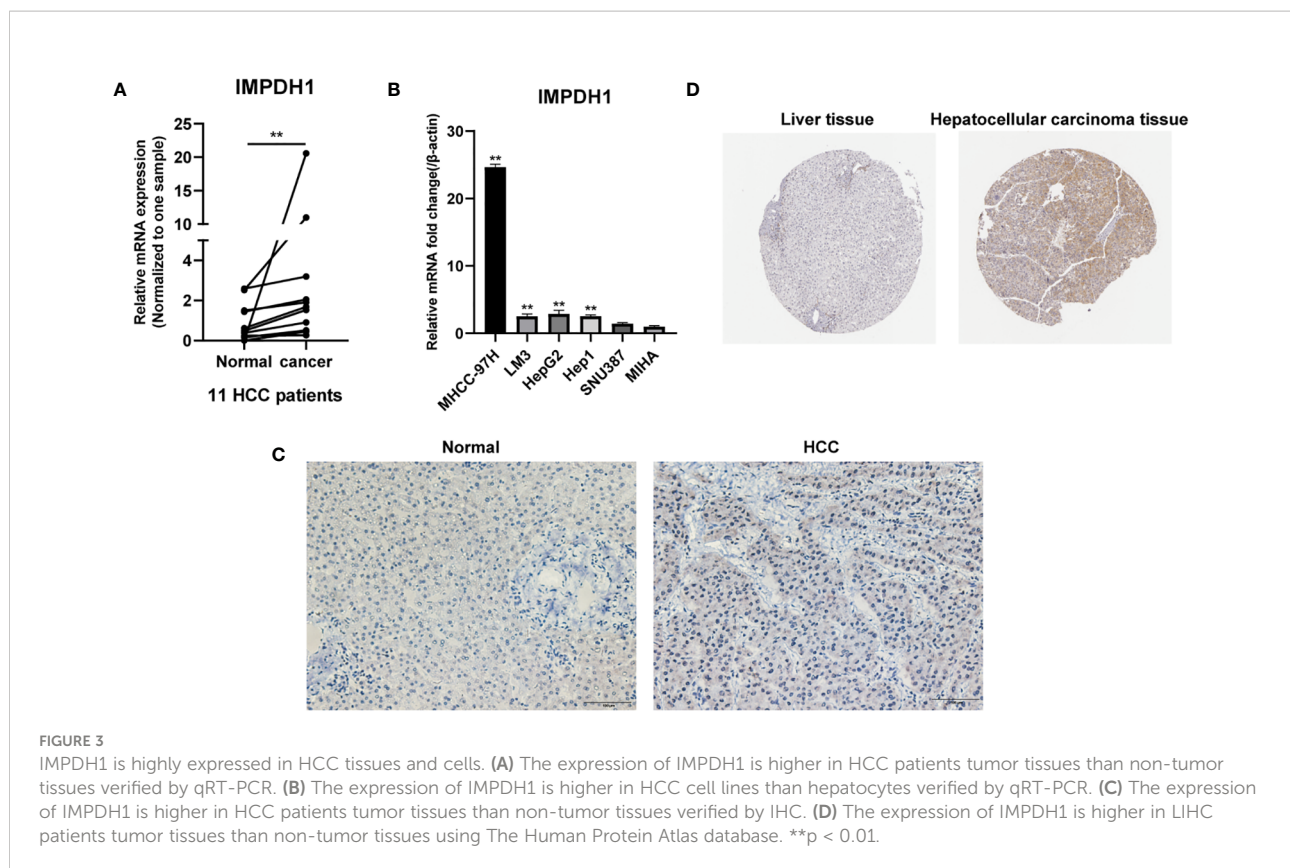 A
IMPDH1
Relative mRNA expression
(Normalized to one sample)
25
20
15
10
5
6
4
2
0
**
Normal cancer
11 HCC patients
B
IMPDH1
Relative mRNA fold change(/β-actin)
30
20
10
0
**
**
**
**
MHCC-97H
LM3
HepG2
Hep1
SNU387
MIHA
D
Liver tissue
Hepatocellular carcinoma tissue
C
Normal
HCC
FIGURE 3
IMPDH1 is highly expressed in HCC tissues and cells. (A) The expression of IMPDH1 is higher in HCC patients tumor tissues than non-tumor
tissues verified by qRT-PCR. (B) The expression of IMPDH1 is higher in HCC cell lines than hepatocytes verified by qRT-PCR. (C) The expression
of IMPDH1 is higher in HCC patients tumor tissues than non-tumor tissues verified by IHC. (D) The expression of IMPDH1 is higher in LIHC
patients tumor tissues than non-tumor tissues using The Human Protein Atlas database. **p < 0.01.